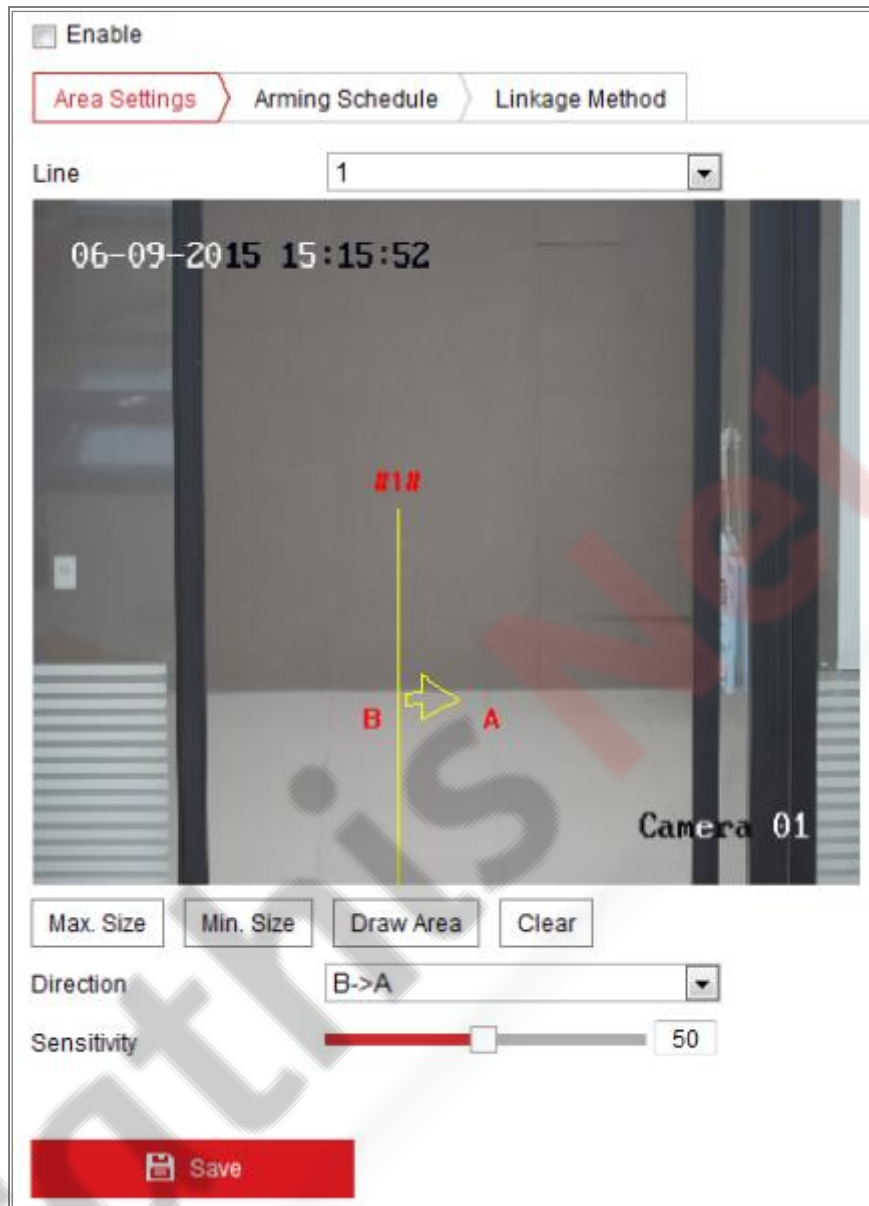 Enable
Area Settings Arming Schedule Linkage Method
Line 1
06-09-2015 15:15:52
#1#
B A
Camera 01
Max. Size Min. Size Draw Area Clear
Direction B->A
Sensitivity 50
Save